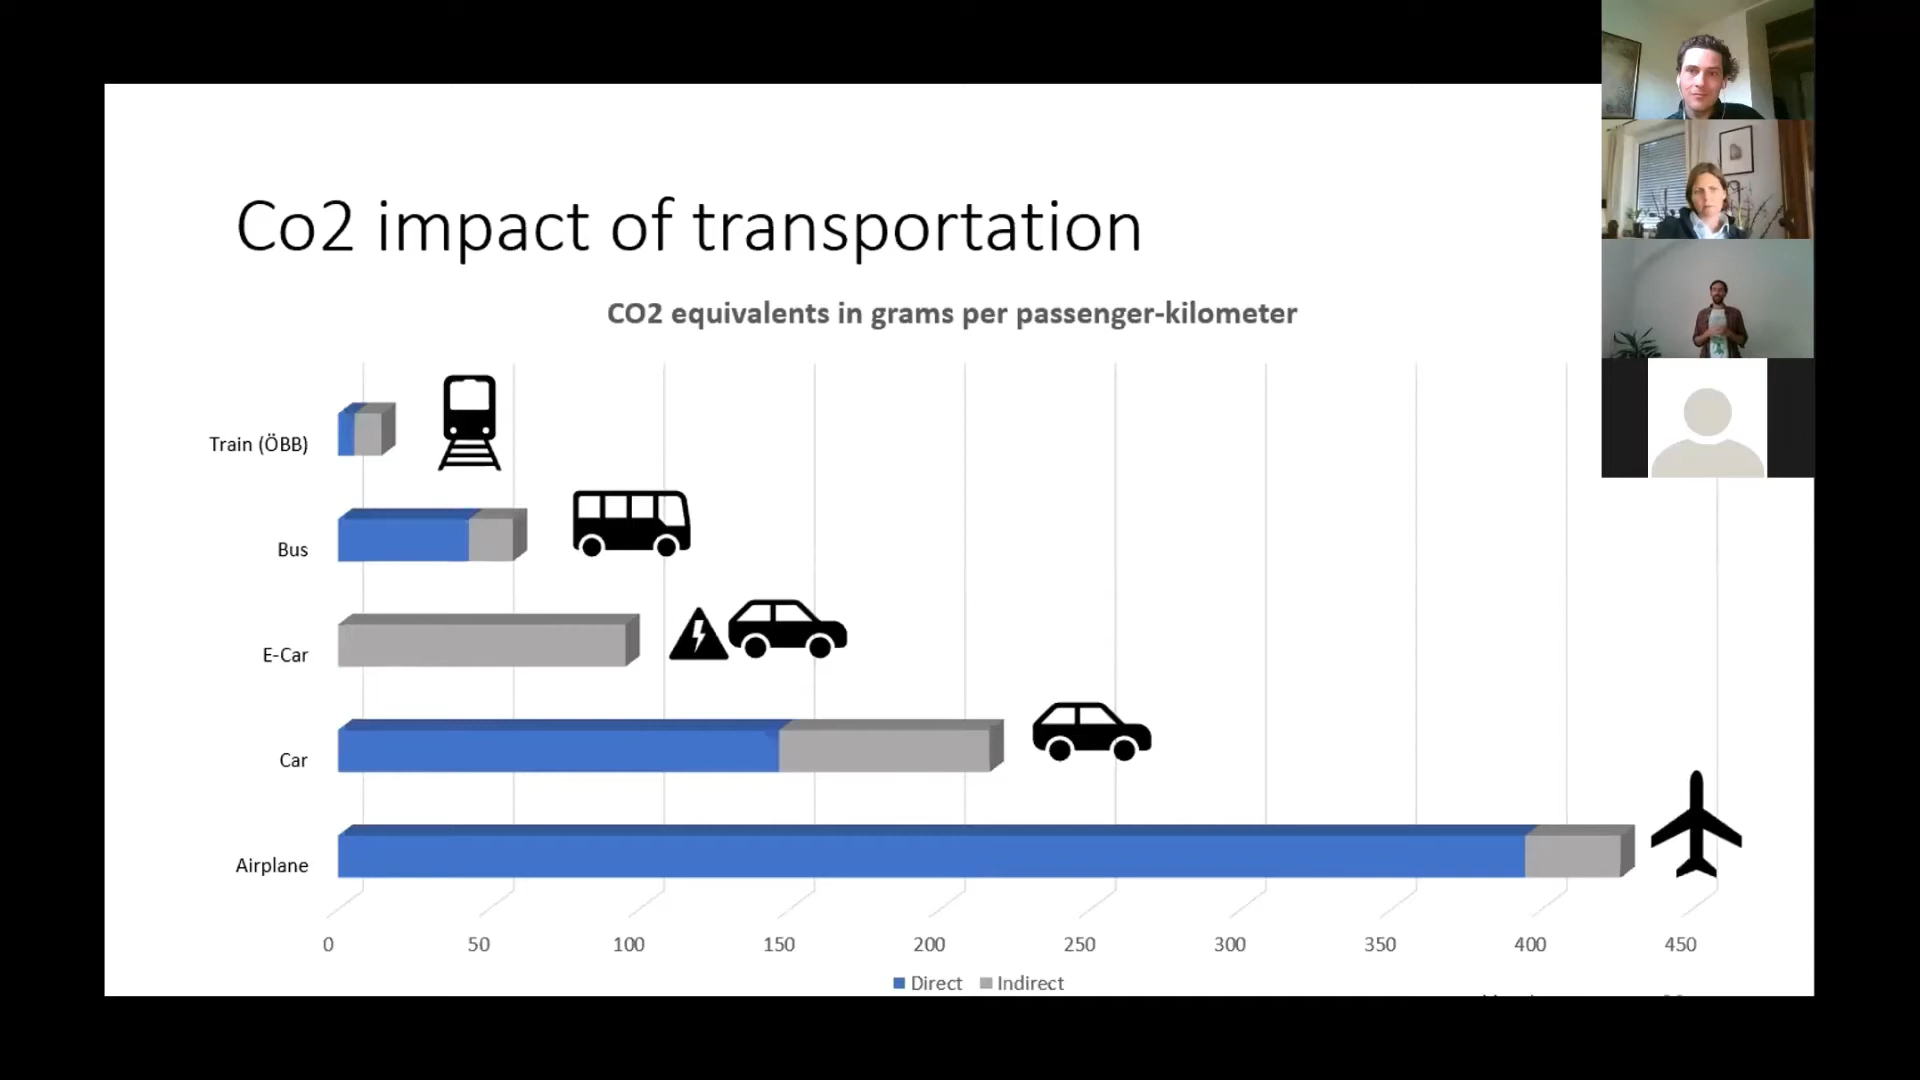 Co2 impact of transportation
CO2 equivalents in grams per passenger-kilometer
Train (ÖBB)
Bus
E-Car
Car
Airplane
0 50 100 150 200 250 300 350 400 450
Direct Indirect